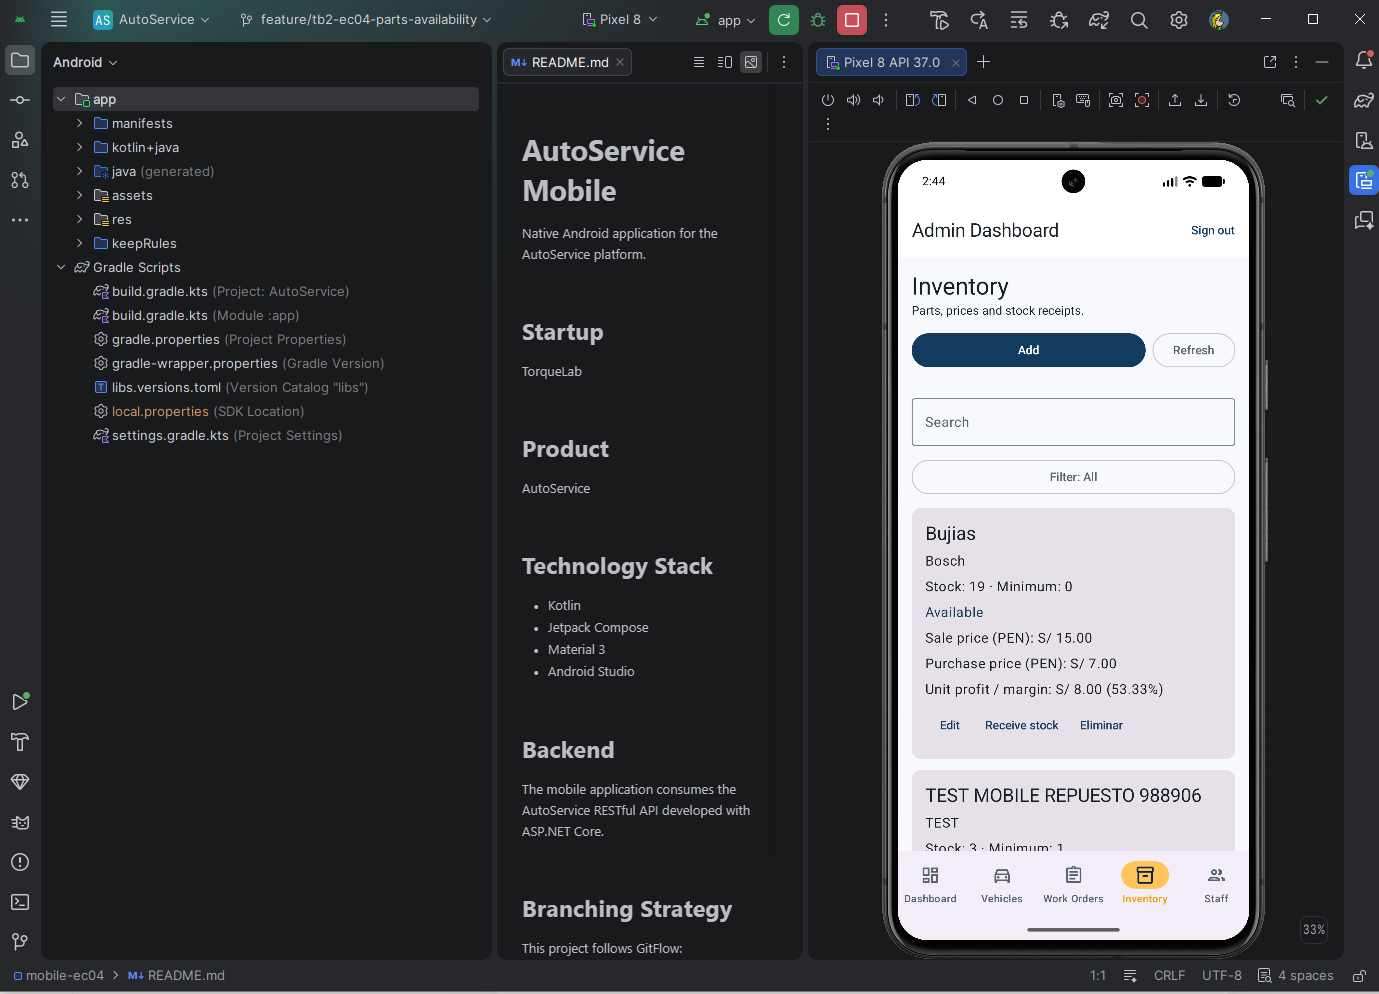 AS AutoService
feature/tb2-ec04-parts-availability
Pixel 8
app
Android
app
manifests
kotlin+java
java (generated)
assets
res
keepRules
Gradle Scripts
build.gradle.kts (Project: AutoService)
build.gradle.kts (Module :app)
gradle.properties (Project Properties)
gradle-wrapper.properties (Gradle Version)
libs.versions.toml (Version Catalog "libs")
local.properties (SDK Location)
settings.gradle.kts (Project Settings)
M↓ README.md
AutoService
Mobile
Native Android application for the
AutoService platform.
Startup
TorqueLab
Product
AutoService
Technology Stack
• Kotlin
• Jetpack Compose
• Material 3
• Android Studio
Backend
The mobile application consumes the
AutoService RESTful API developed with
ASP.NET Core.
Branching Strategy
This project follows GitFlow:
Pixel 8 API 37.0
2:44
Admin Dashboard
Sign out
Inventory
Parts, prices and stock receipts.
Add
Refresh
Search
Filter: All
Bujias
Bosch
Stock: 19 · Minimum: 0
Available
Sale price (PEN): S/ 15.00
Purchase price (PEN): S/ 7.00
Unit profit / margin: S/ 8.00 (53.33%)
Edit
Receive stock
Eliminar
TEST MOBILE REPUESTO 988906
TEST
Stock: 3 · Minimum: 1
Dashboard
Vehicles
Work Orders
Inventory
Staff
33%
mobile-ec04 > M↓ README.md
1:1
CRLF
UTF-8
4 spaces